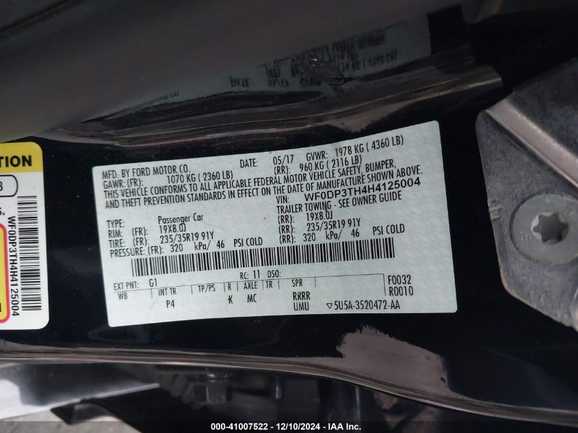 MFD. BY FORD MOTOR CO. 05/17 GVWR: 1978 KG ( 4360 LB)
GAWR: (FR): 1070 KG ( 2360 LB) (RR): 960 KG ( 2116 LB)
THIS VEHICLE CONFORMS TO ALL APPLICABLE FEDERAL MOTOR VEHICLE SAFETY, BUMPER,
AND THEFT PREVENTION STANDARDS IN EFFECT ON THE DATE OF MANUFACTURE SHOWN ABOVE.
VIN: WF0DP3TH4H4125004
TYPE: Passenger Car TRAILER TOWING - SEE OWNER GUIDE
RIM: (FR) 19X8.0J (RR): 19X8.0J
TIRE: (FR) 235/35R19 91Y (RR): 235/35R19 91Y
PRESSURE: (FR) 320 kPa/ 46 PSI COLD (RR): 320 kPa/ 46 PSI COLD
RC: 11 DSO:
EXT PNT: G1 F0032
WB TP/PS R AXLE TR SPR R0010
P4 K MC RXRR
UMU ▽5U5A-3520472-AA
WF0DP3TH4H4125004
000-41007522 – 12/10/2024 – IAA Inc.